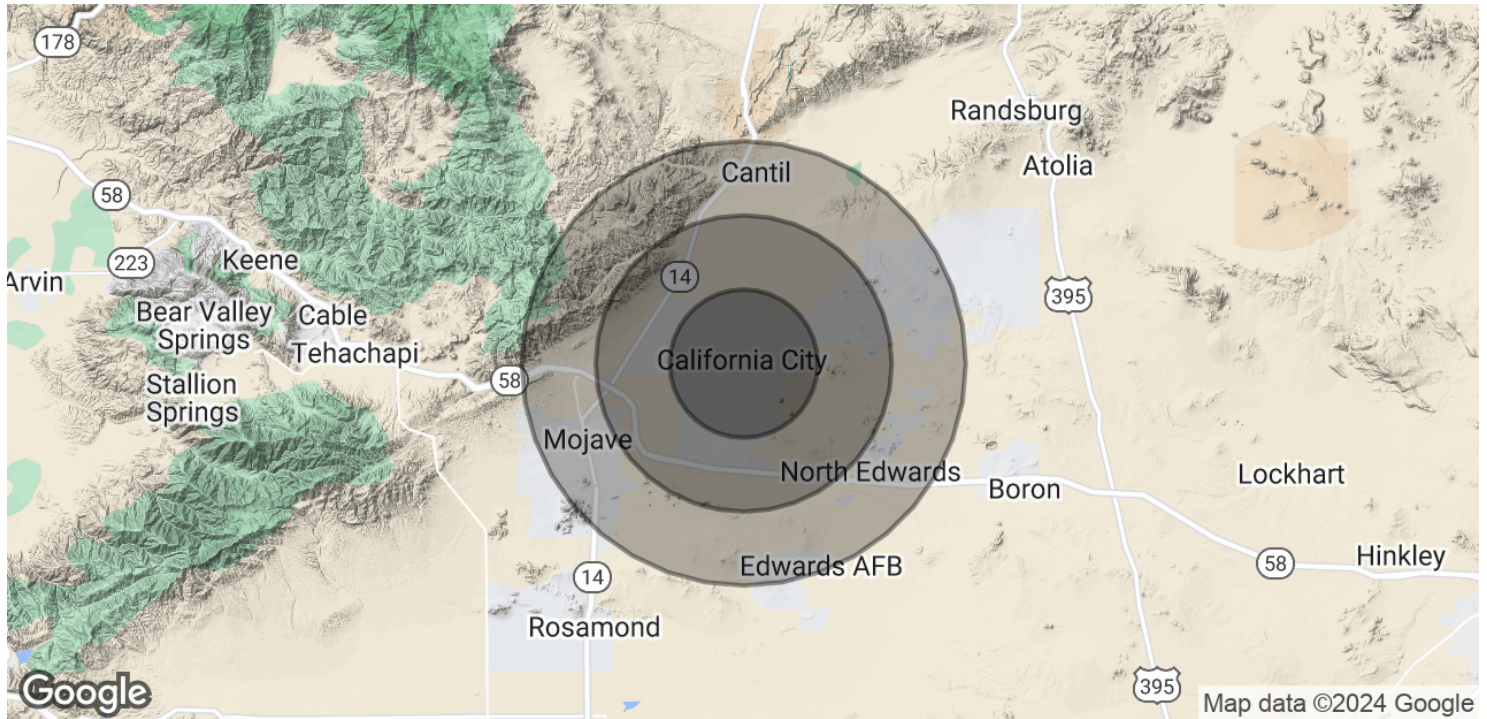 178
Randsburg
Cantil
Atolia
58
Keene
223
Arvin
14
395
Bear Valley
Springs
Cable
Tehachapi
California City
58
Stallion
Springs
Mojave
North Edwards
Boron
Lockhart
Edwards AFB
14
58
Hinkley
Rosamond
395
Google
Map data ©2024 Google